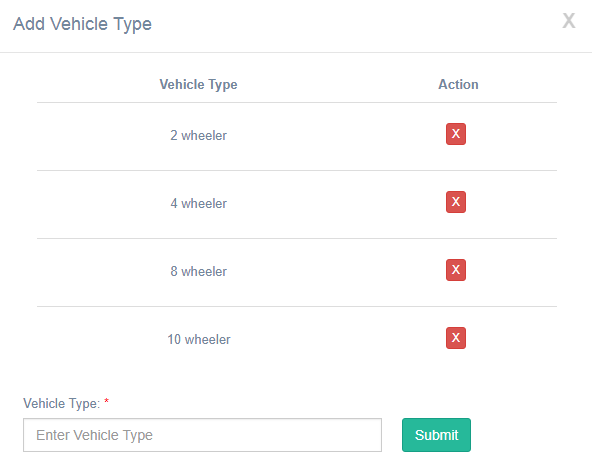 Add Vehicle Type X
Vehicle Type Action
2 wheeler X
4 wheeler X
8 wheeler X
10 wheeler X
Vehicle Type: *
Enter Vehicle Type Submit